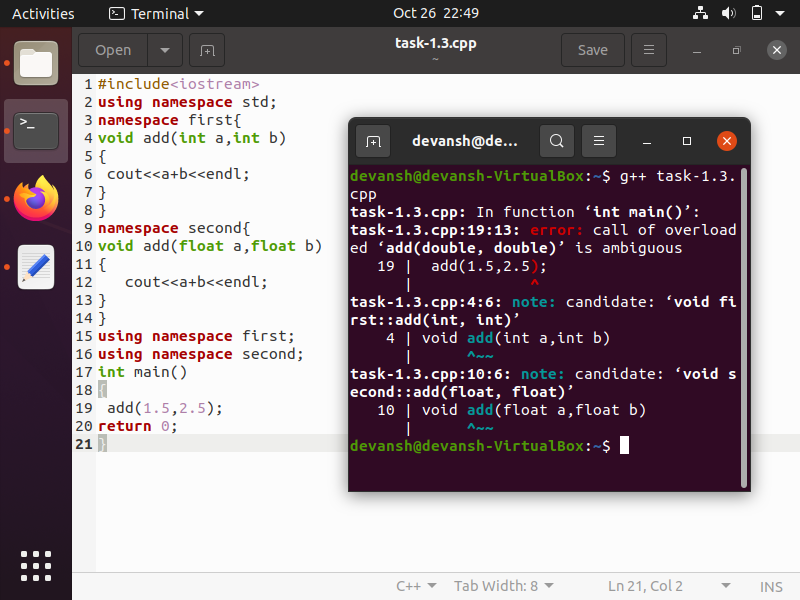 Activities
Terminal
Oct 26 22:49
Open
task-1.3.cpp
~
Save
1 #include<iostream>
2 using namespace std;
3 namespace first{
4 void add(int a,int b)
5 {
6 cout<<a+b<<endl;
7 }
8 }
9 namespace second{
10 void add(float a,float b)
11 {
12 cout<<a+b<<endl;
13 }
14 }
15 using namespace first;
16 using namespace second;
17 int main()
18 {
19 add(1.5,2.5);
20 return 0;
21 }
devansh@de...
devansh@devansh-VirtualBox:~$ g++ task-1.3.
cpp
task-1.3.cpp: In function ‘int main()’:
task-1.3.cpp:19:13: error: call of overload
ed ‘add(double, double)’ is ambiguous
19 | add(1.5,2.5);
| ^
task-1.3.cpp:4:6: note: candidate: ‘void fi
rst::add(int, int)’
4 | void add(int a,int b)
| ^~~
task-1.3.cpp:10:6: note: candidate: ‘void s
econd::add(float, float)’
10 | void add(float a,float b)
| ^~~
devansh@devansh-VirtualBox:~$
C++
Tab Width: 8
Ln 21, Col 2
INS